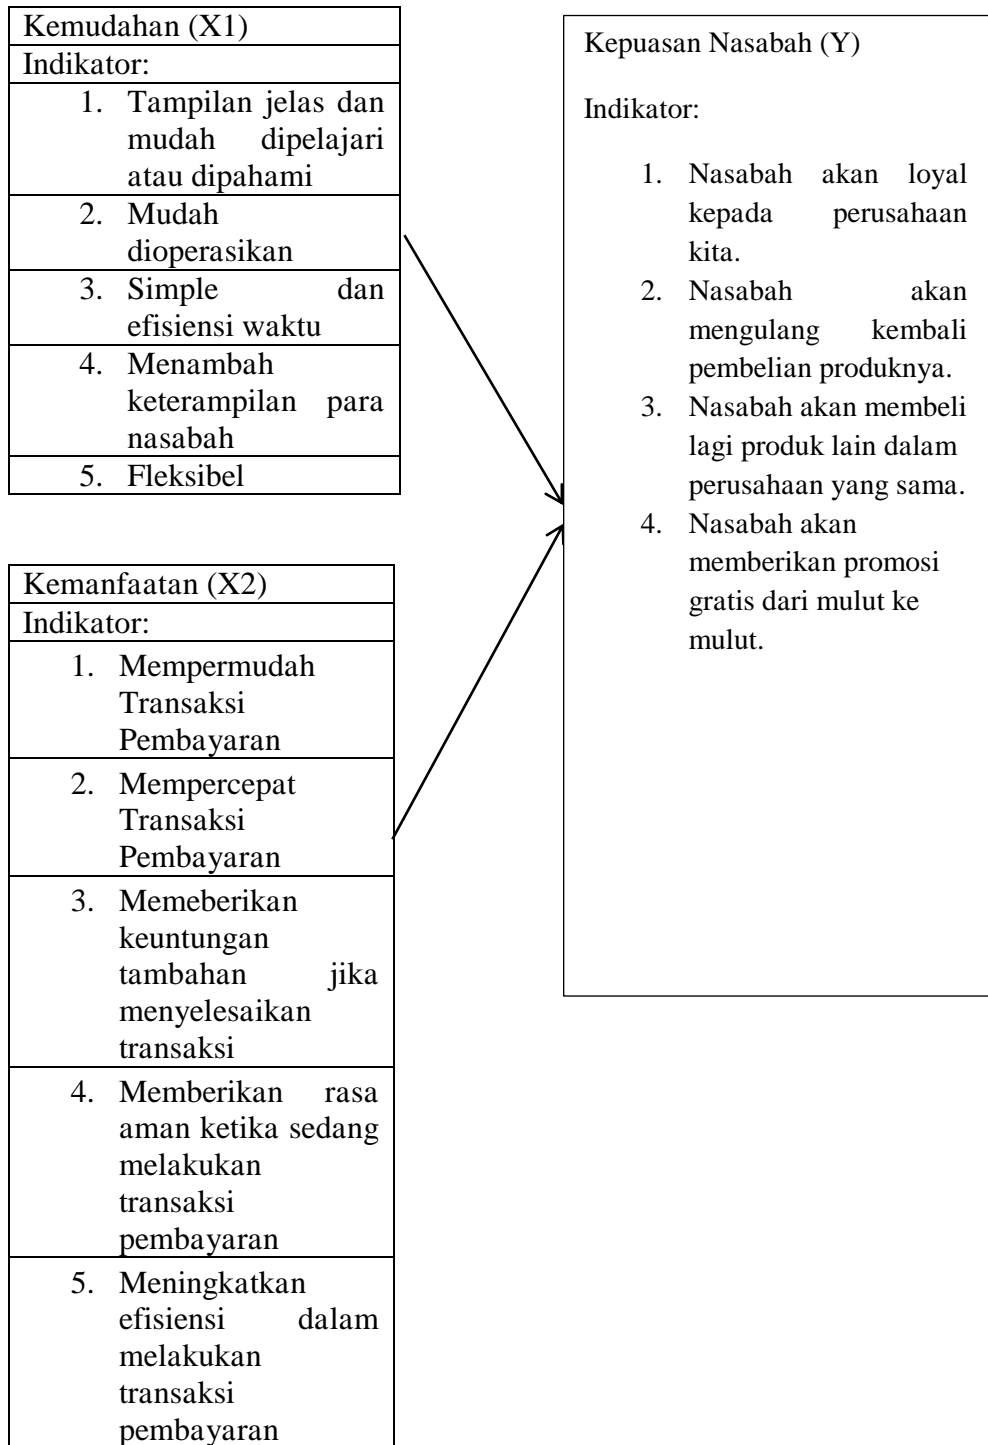 Kemudahan (X1)
Indikator:
1. Tampilan jelas dan
mudah dipelajari
atau dipahami
2. Mudah
dioperasikan
3. Simple dan
efisiensi waktu
4. Menambah
keterampilan para
nasabah
5. Fleksibel
Kemanfaatan (X2)
Indikator:
1. Mempermudah
Transaksi
Pembayaran
2. Mempercepat
Transaksi
Pembayaran
3. Memeberikan
keuntungan
tambahan jika
menyelesaikan
transaksi
4. Memberikan rasa
aman ketika sedang
melakukan
transaksi
pembayaran
5. Meningkatkan
efisiensi dalam
melakukan
transaksi
pembayaran
Kepuasan Nasabah (Y)
Indikator:
1. Nasabah akan loyal
kepada perusahaan
kita.
2. Nasabah akan
mengulang kembali
pembelian produknya.
3. Nasabah akan membeli
lagi produk lain dalam
perusahaan yang sama.
4. Nasabah akan
memberikan promosi
gratis dari mulut ke
mulut.